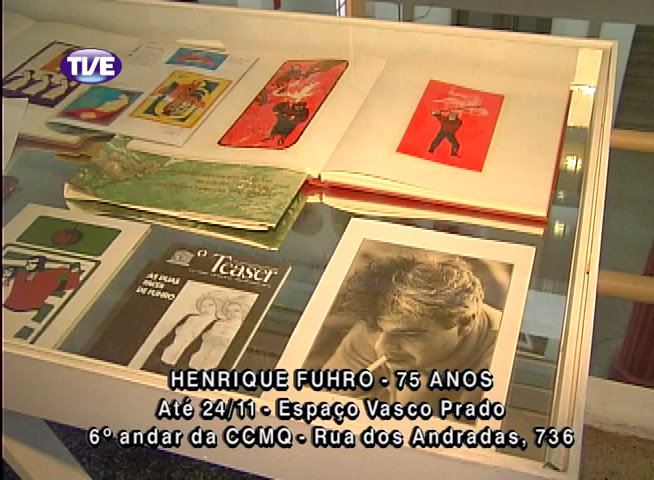 TVE
O Teaser
AS DUAS
FACES
DE FUHRO
HENRIQUE FUHRO - 75 ANOS
Até 24/11 - Espaço Vasco Prado
6º andar da CCMQ - Rua dos Andradas, 736